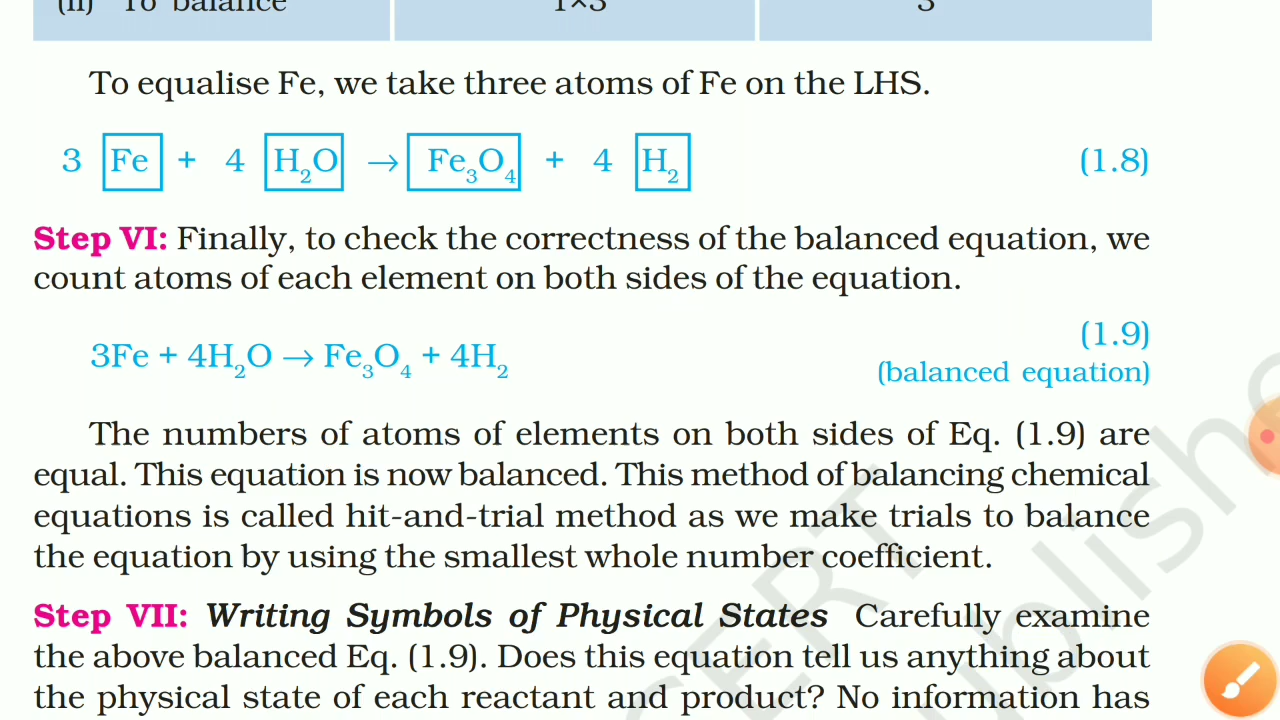 (ii) To balance 1×3 3
To equalise Fe, we take three atoms of Fe on the LHS.
3 Fe + 4 H₂O → Fe₃O₄ + 4 H₂ (1.8)
Step VI: Finally, to check the correctness of the balanced equation, we
count atoms of each element on both sides of the equation.
(1.9)
3Fe + 4H₂O → Fe₃O₄ + 4H₂
(balanced equation)
The numbers of atoms of elements on both sides of Eq. (1.9) are
equal. This equation is now balanced. This method of balancing chemical
equations is called hit-and-trial method as we make trials to balance
the equation by using the smallest whole number coefficient.
Step VII: Writing Symbols of Physical States Carefully examine
the above balanced Eq. (1.9). Does this equation tell us anything about
the physical state of each reactant and product? No information has